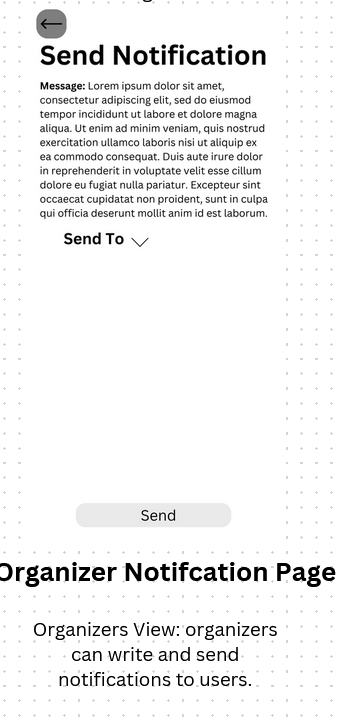 Send Notification
Message: Lorem ipsum dolor sit amet,
consectetur adipiscing elit, sed do eiusmod
tempor incididunt ut labore et dolore magna
aliqua. Ut enim ad minim veniam, quis nostrud
exercitation ullamco laboris nisi ut aliquip ex
ea commodo consequat. Duis aute irure dolor
in reprehenderit in voluptate velit esse cillum
dolore eu fugiat nulla pariatur. Excepteur sint
occaecat cupidatat non proident, sunt in culpa
qui officia deserunt mollit anim id est laborum.
Send To
Send
Organizer Notifcation Page
Organizers View: organizers
can write and send
notifications to users.